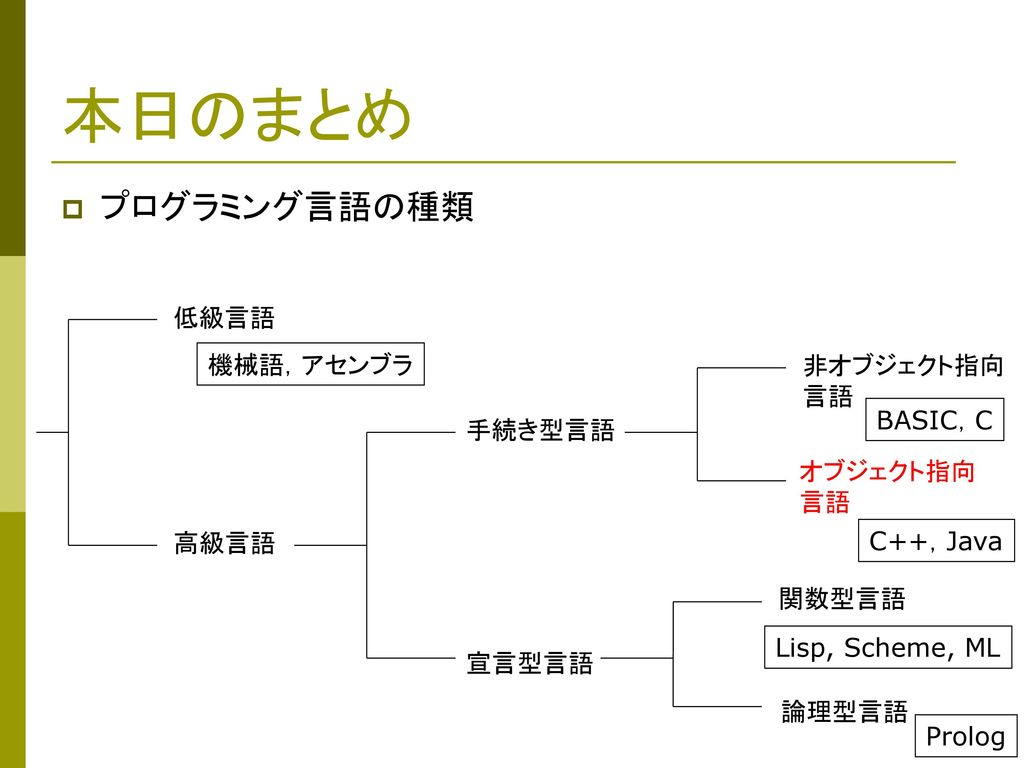 本日のまとめ
プログラミング言語の種類
低級言語
機械語，アセンブラ
高級言語
手続き型言語
非オブジェクト指向
言語
BASIC，C
オブジェクト指向
言語
C++，Java
宣言型言語
関数型言語
Lisp, Scheme, ML
論理型言語
Prolog